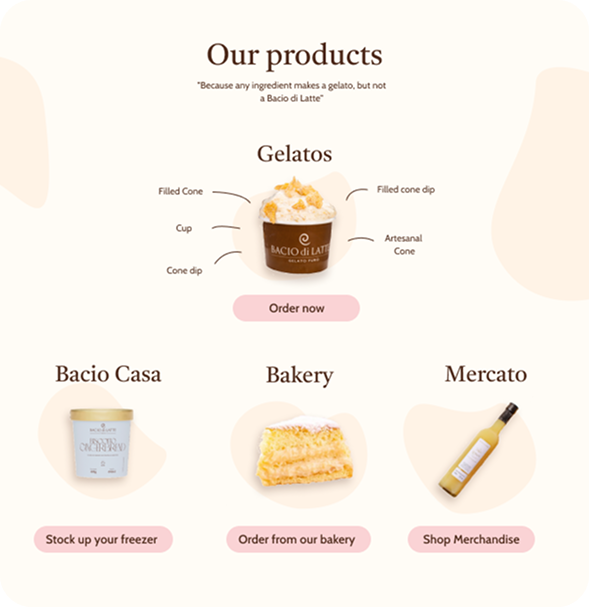 Our products
"Because any ingredient makes a gelato, but not
a Bacio di Latte"
Gelatos
Filled Cone
Filled cone dip
Cup
Artesanal
Cone
Cone dip
BACIO di LATTE
GELATO PURO
Order now
Bacio Casa
Bakery
Mercato
Stock up your freezer
Order from our bakery
Shop Merchandise